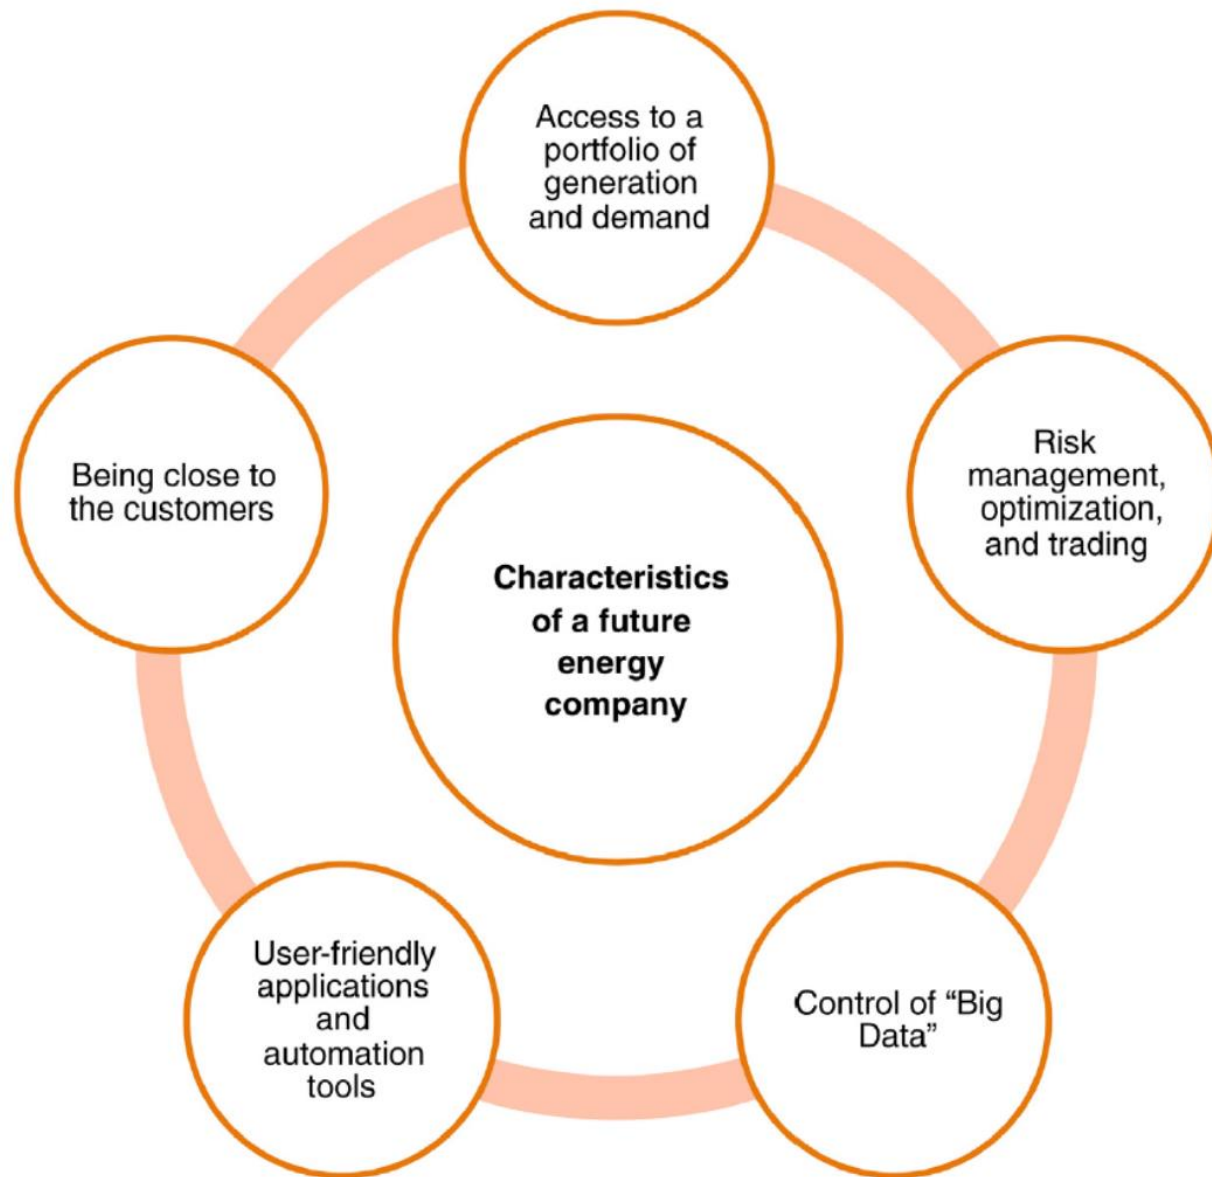 Access to a
portfolio of
generation
and demand
Risk
management,
optimization,
and trading
Being close to
the customers
Characteristics
of a future
energy
company
User-friendly
applications
and
automation
tools
Control of “Big
Data”